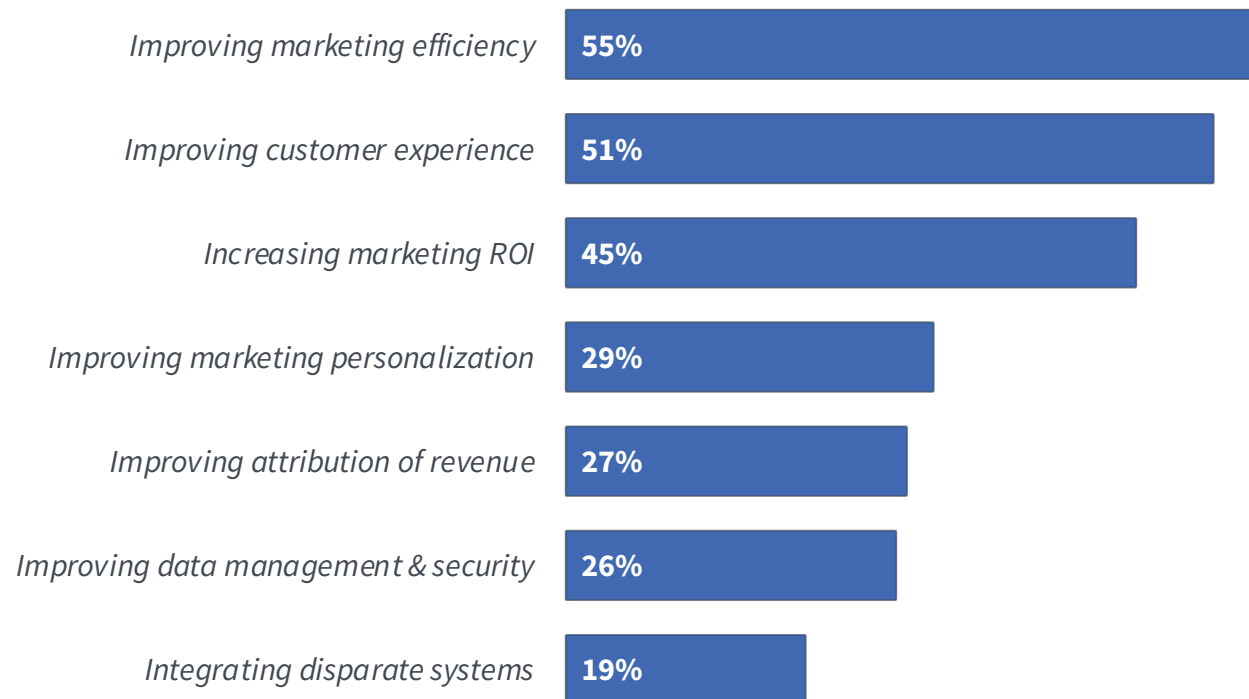 Improving marketing efficiency 55%
Improving customer experience 51%
Increasing marketing ROI 45%
Improving marketing personalization 29%
Improving attribution of revenue 27%
Improving data management & security 26%
Integrating disparate systems 19%